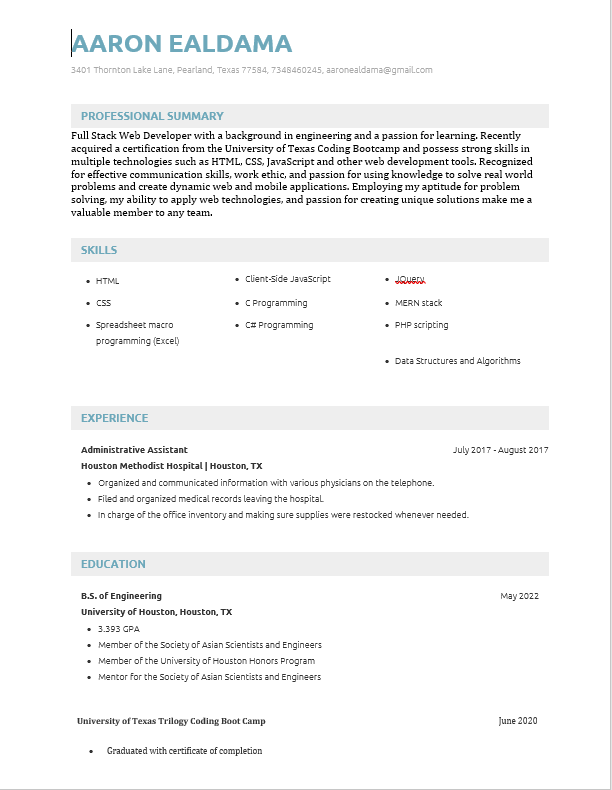 AARON EALDAMA
3401 Thornton Lake Lane, Pearland, Texas 77584, 7348460245, aaronealdama@gmail.com
PROFESSIONAL SUMMARY
Full Stack Web Developer with a background in engineering and a passion for learning. Recently
acquired a certification from the University of Texas Coding Bootcamp and possess strong skills in
multiple technologies such as HTML, CSS, JavaScript and other web development tools. Recognized
for effective communication skills, work ethic, and passion for using knowledge to solve real world
problems and create dynamic web and mobile applications. Employing my aptitude for problem
solving, my ability to apply web technologies, and passion for creating unique solutions make me a
valuable member to any team.
SKILLS
• HTML
• CSS
• Spreadsheet macro
programming (Excel)
• Client-Side JavaScript
• C Programming
• C# Programming
• JQuery
• MERN stack
• PHP scripting
• Data Structures and Algorithms
EXPERIENCE
Administrative Assistant July 2017 - August 2017
Houston Methodist Hospital | Houston, TX
• Organized and communicated information with various physicians on the telephone.
• Filed and organized medical records leaving the hospital.
• In charge of the office inventory and making sure supplies were restocked whenever needed.
EDUCATION
B.S. of Engineering May 2022
University of Houston, Houston, TX
• 3.393 GPA
• Member of the Society of Asian Scientists and Engineers
• Member of the University of Houston Honors Program
• Mentor for the Society of Asian Scientists and Engineers
University of Texas Trilogy Coding Boot Camp June 2020
• Graduated with certificate of completion